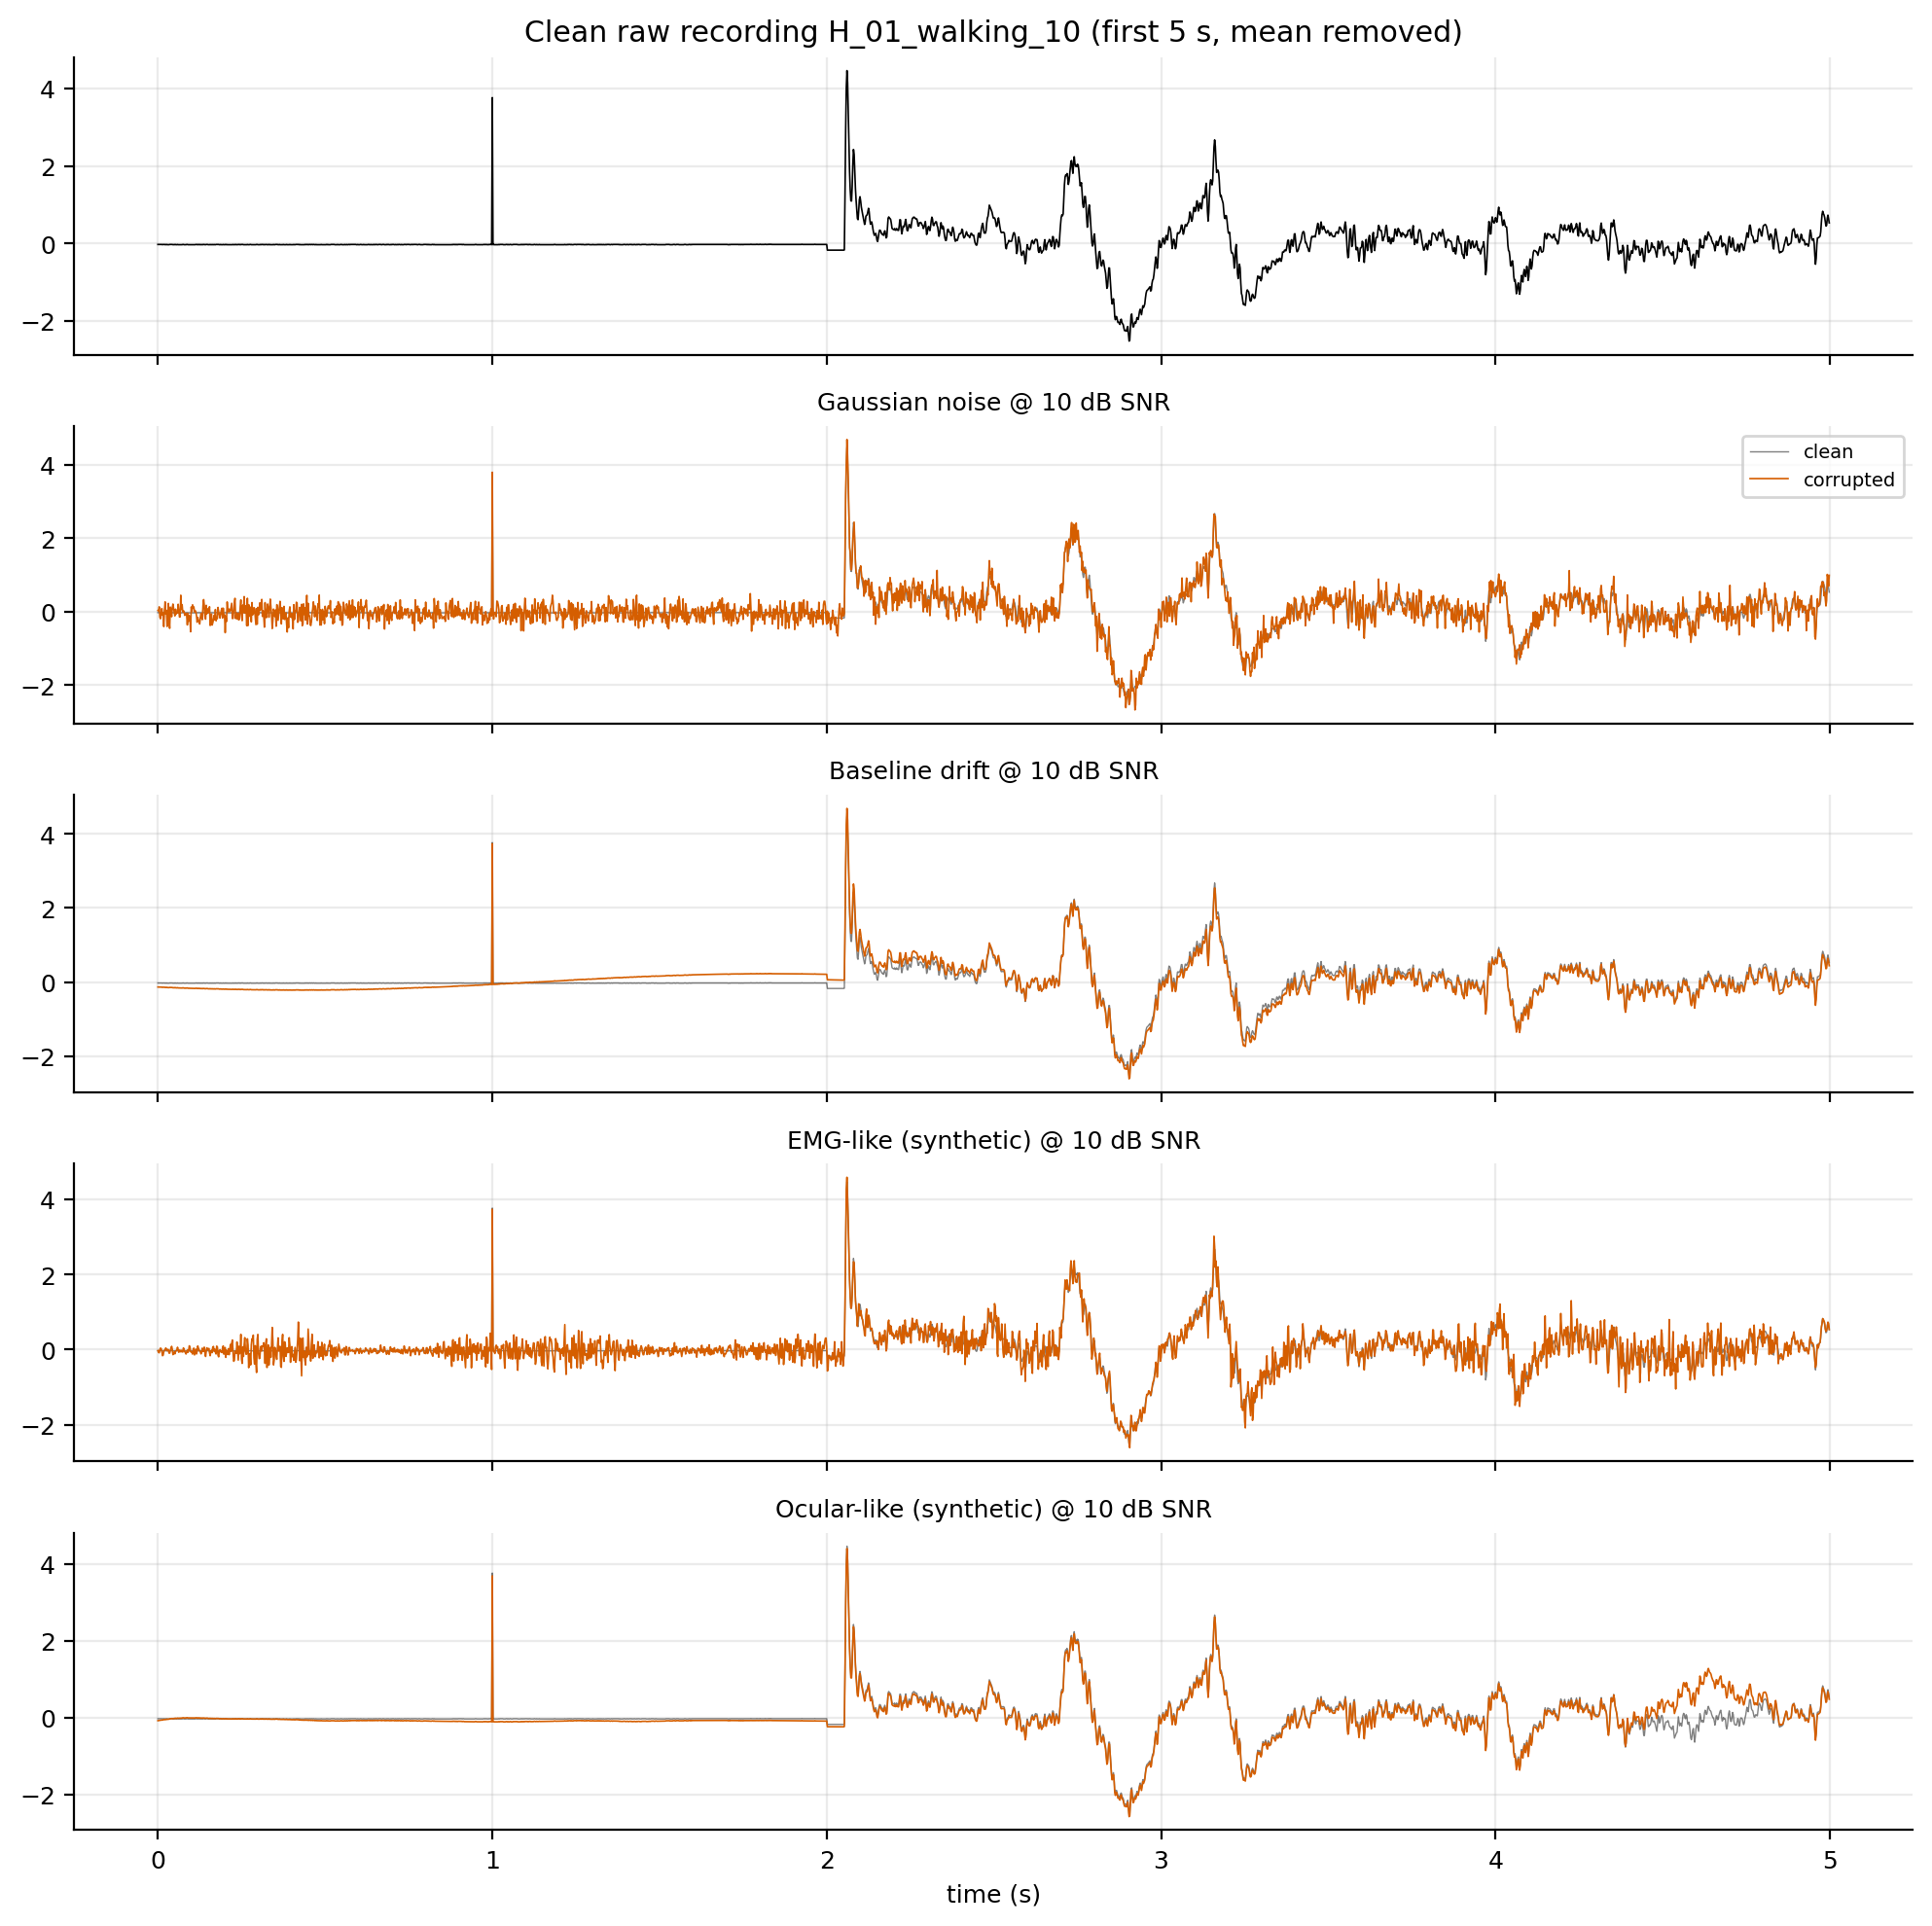 Clean raw recording H_01_walking_10 (first 5 s, mean removed)
4
2
0
−2
Gaussian noise @ 10 dB SNR
4
2
0
−2
clean
corrupted
Baseline drift @ 10 dB SNR
4
2
0
−2
EMG-like (synthetic) @ 10 dB SNR
4
2
0
−2
Ocular-like (synthetic) @ 10 dB SNR
4
2
0
−2
0 1 2 3 4 5
time (s)